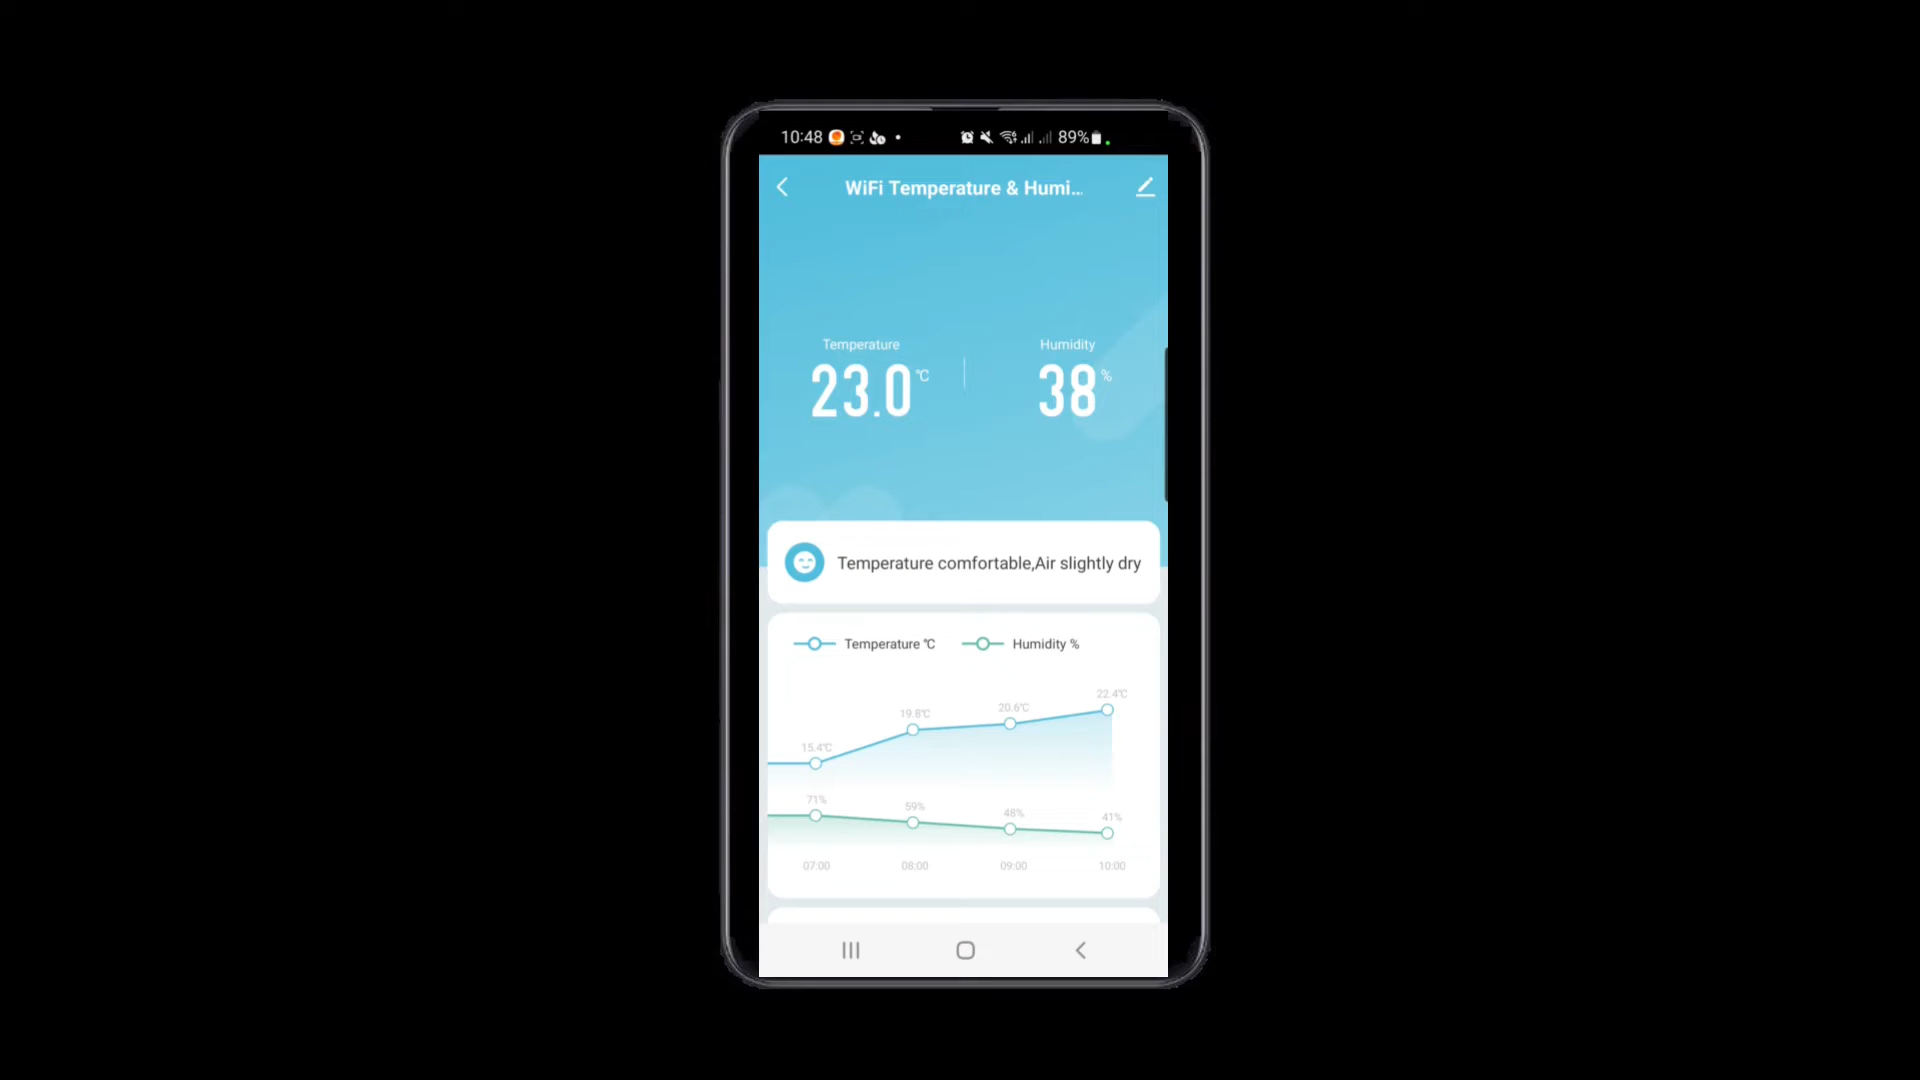 10:48 89%
WiFi Temperature & Humi...
Temperature Humidity
23.0 °C 38 %
Temperature comfortable,Air slightly dry
Temperature °C Humidity %
22.4°C
20.6°C
19.8°C
15.4°C
71% 59% 48% 41%
07:00 08:00 09:00 10:00